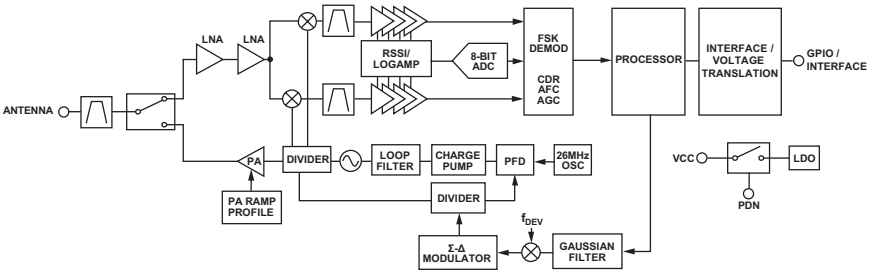 LNA
LNA
RSSI/
LOGAMP
8-BIT
ADC
FSK
DEMOD
CDR
AFC
AGC
PROCESSOR
INTERFACE /
VOLTAGE
TRANSLATION
GPIO /
INTERFACE
ANTENNA
PA
DIVIDER
LOOP
FILTER
CHARGE
PUMP
PFD
26MHz
OSC
VCC
LDO
PDN
PA RAMP
PROFILE
DIVIDER
fDEV
Σ-Δ
MODULATOR
GAUSSIAN
FILTER